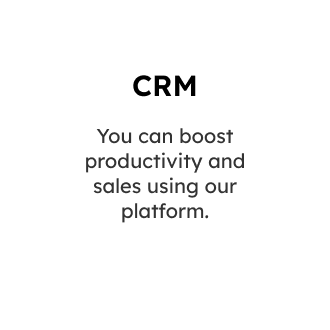 CRM
You can boost
productivity and
sales using our
platform.